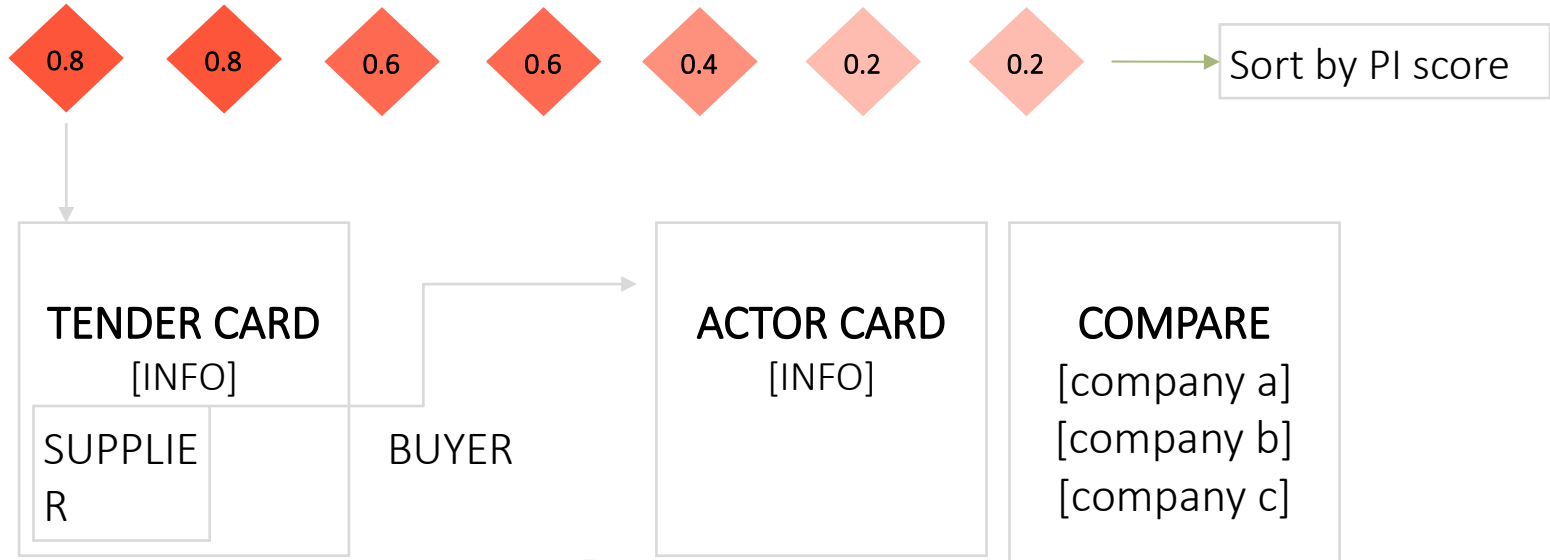 0.8
0.8
0.6
0.6
0.4
0.2
0.2
Sort by PI score
TENDER CARD
[INFO]
SUPPLIE
R
BUYER
ACTOR CARD
[INFO]
COMPARE
[company a]
[company b]
[company c]